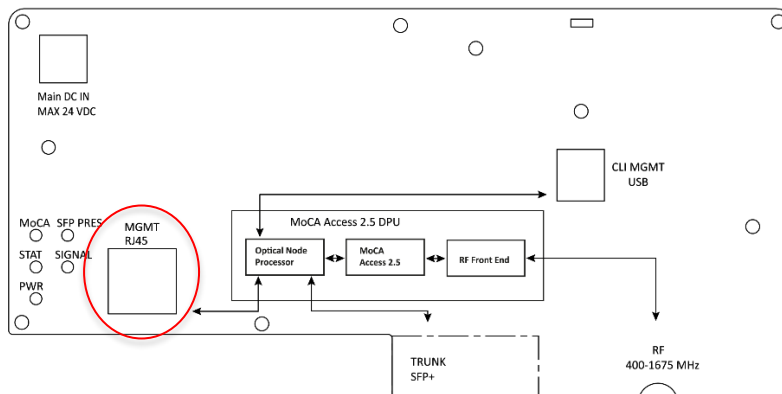 Main DC IN
MAX 24 VDC
CLI MGMT
USB
MoCA Access 2.5 DPU
MoCA SFP PRES
MGMT
RJ45
STAT SIGNAL
PWR
Optical Node
Processor
MoCA
Access 2.5
RF Front End
TRUNK
SFP+
RF
400-1675 MHz